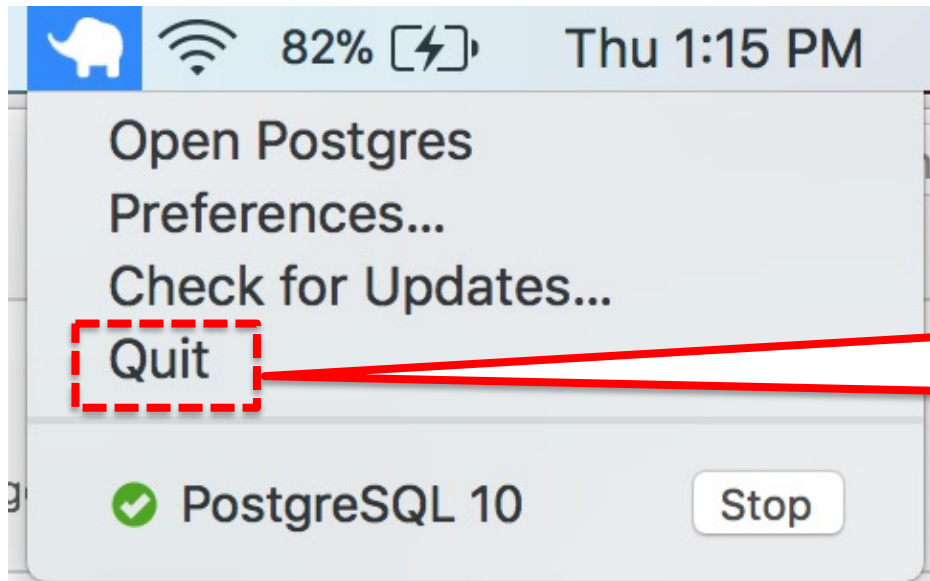 82% Thu 1:15 PM
Open Postgres
Preferences...
Check for Updates...
Quit
PostgreSQL 10 Stop